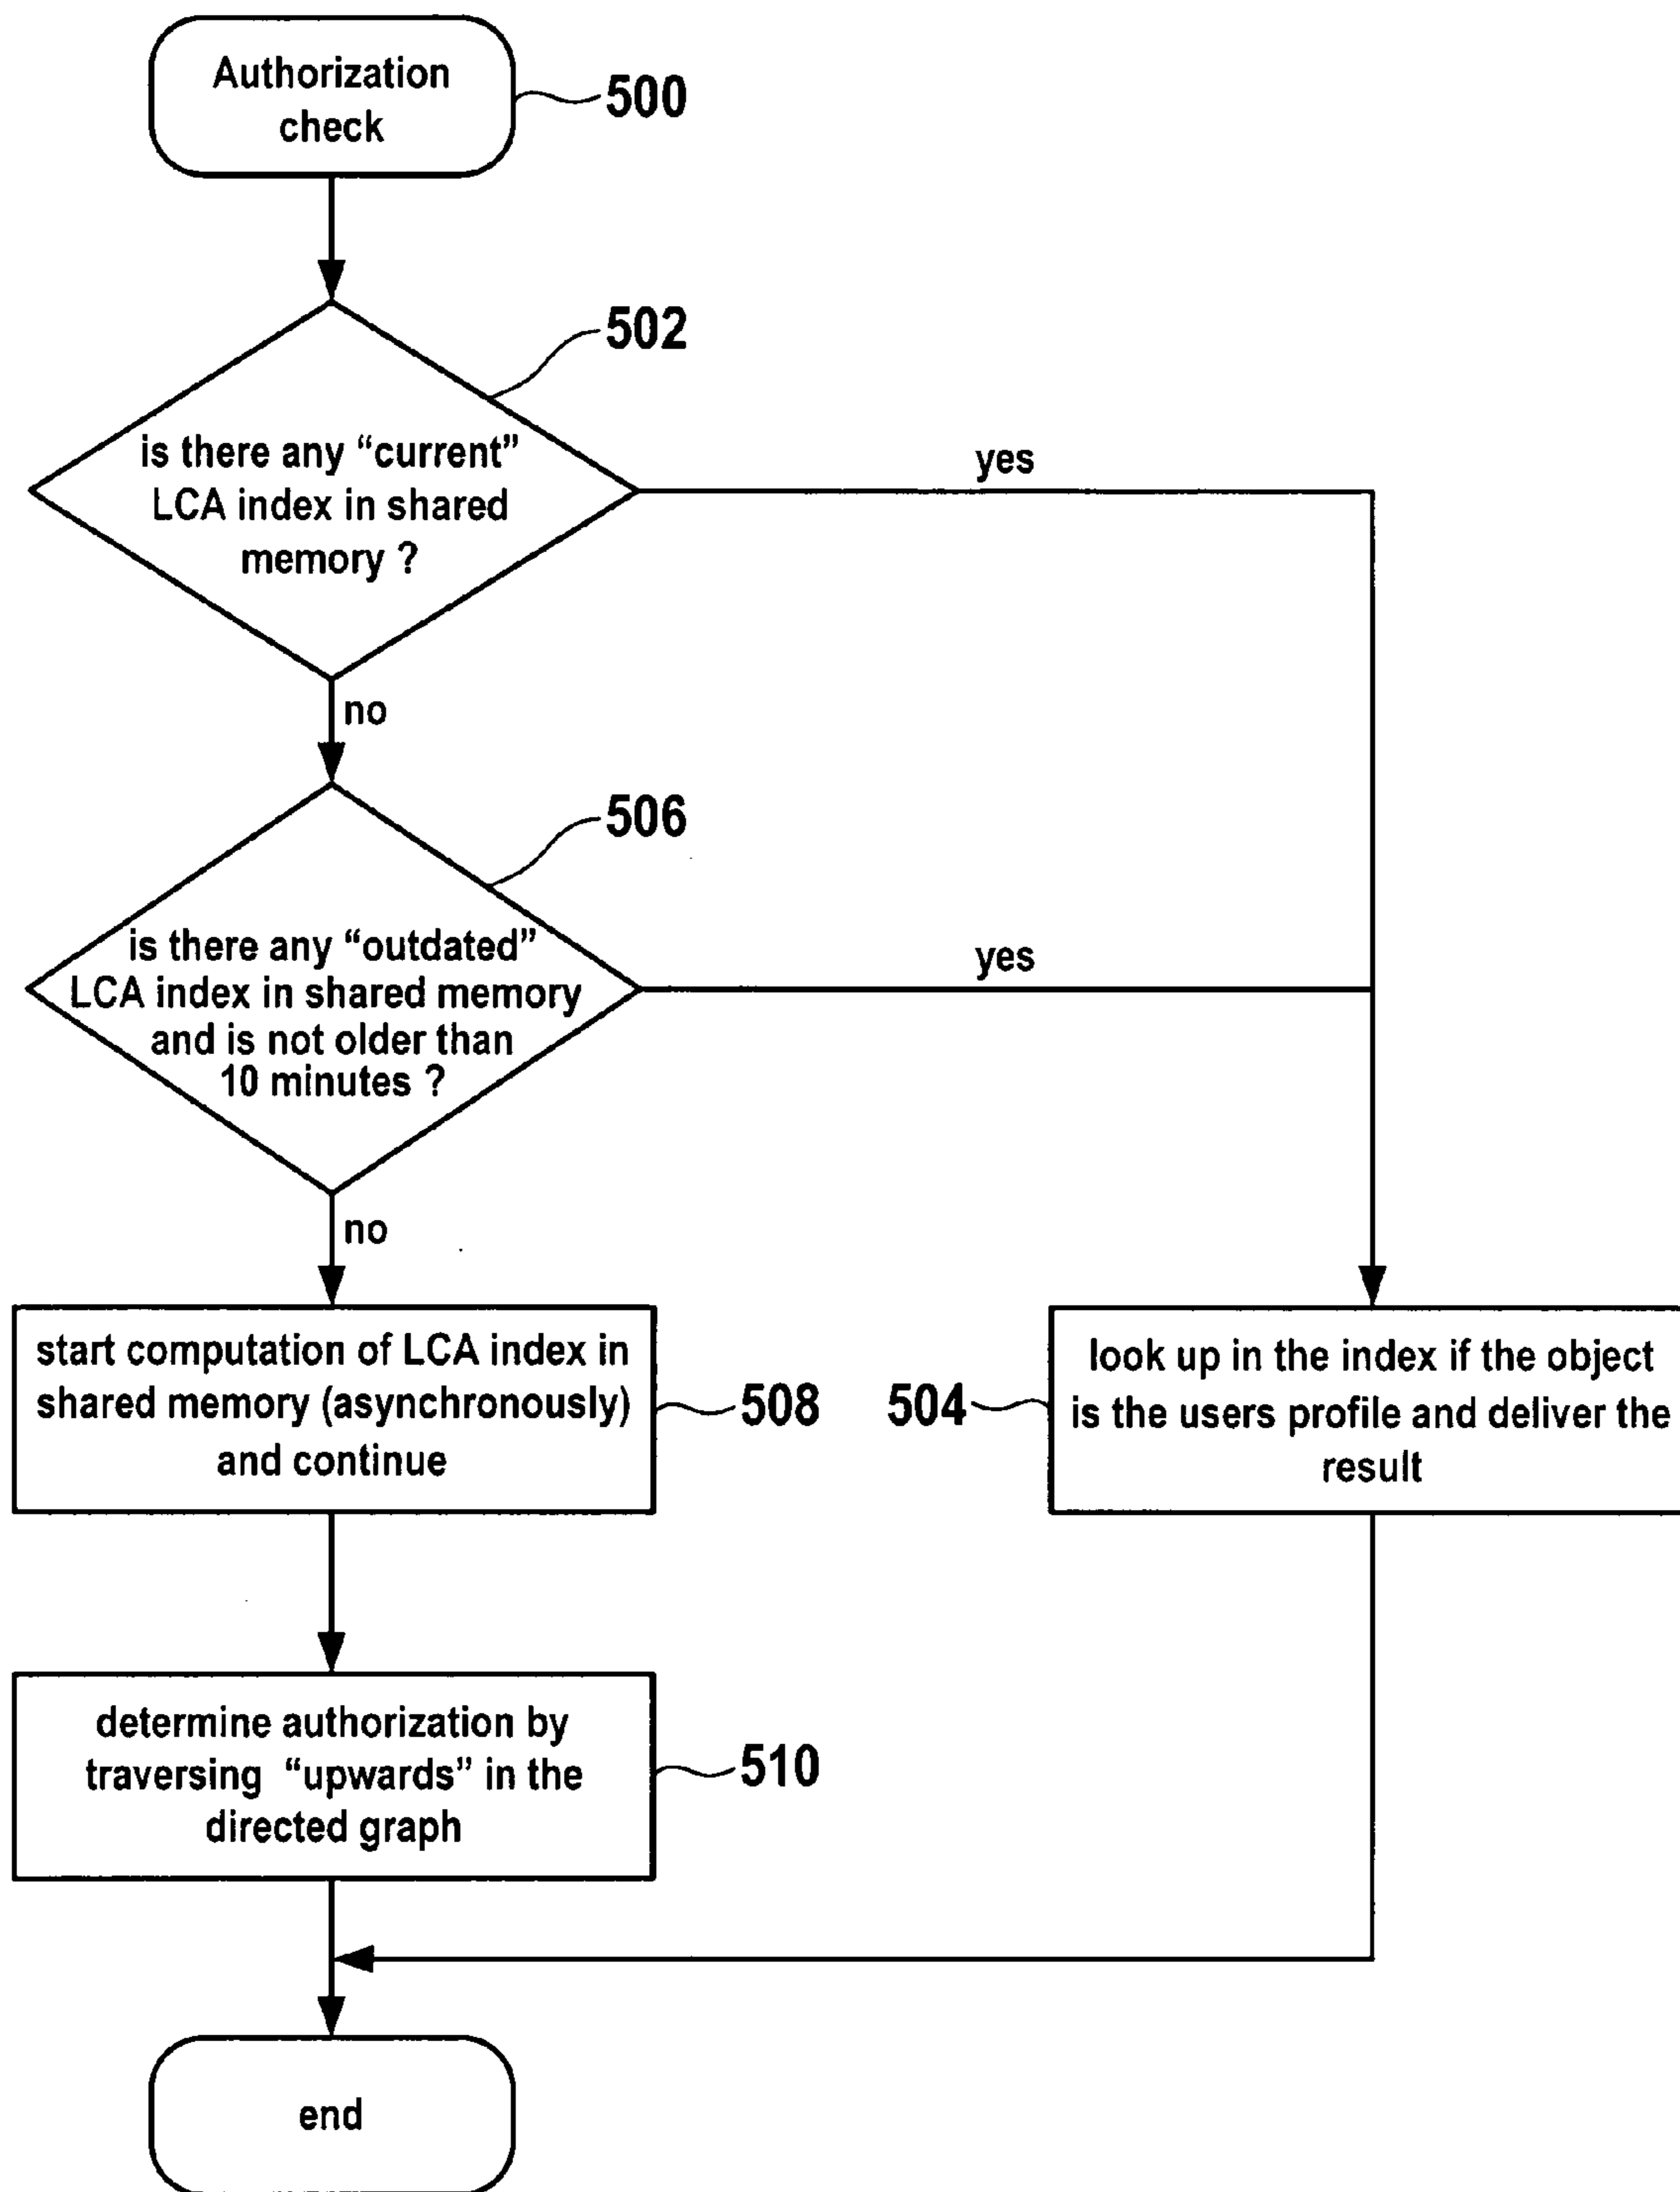 Authorization
check
500
502
is there any “current”
LCA index in shared
memory ?
yes
no
506
is there any “outdated”
LCA index in shared memory
and is not older than
10 minutes ?
yes
no
start computation of LCA index in
shared memory (asynchronously)
and continue
508
504
look up in the index if the object
is the users profile and deliver the
result
determine authorization by
traversing “upwards” in the
directed graph
510
end